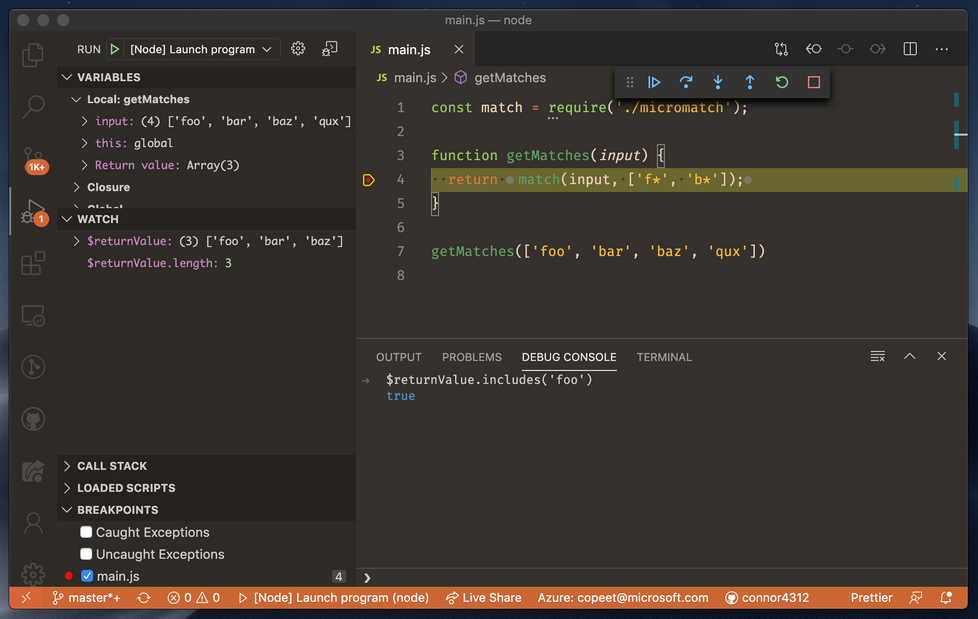 main.js — node
RUN [Node] Launch program
JS main.js
VARIABLES
Local: getMatches
input: (4) ['foo', 'bar', 'baz', 'qux']
this: global
Return value: Array(3)
Closure
Global
WATCH
$returnValue: (3) ['foo', 'bar', 'baz']
$returnValue.length: 3
1K+
1
CALL STACK
LOADED SCRIPTS
BREAKPOINTS
Caught Exceptions
Uncaught Exceptions
main.js 4
JS main.js > getMatches
1 const match = require('./micromatch');
2
3 function getMatches(input) {
4 return match(input, ['f*', 'b*']);
5 }
6
7 getMatches(['foo', 'bar', 'baz', 'qux'])
8
OUTPUT PROBLEMS DEBUG CONSOLE TERMINAL
→ $returnValue.includes('foo')
true
master*+ 0 0 [Node] Launch program (node) Live Share Azure: copeet@microsoft.com connor4312 Prettier